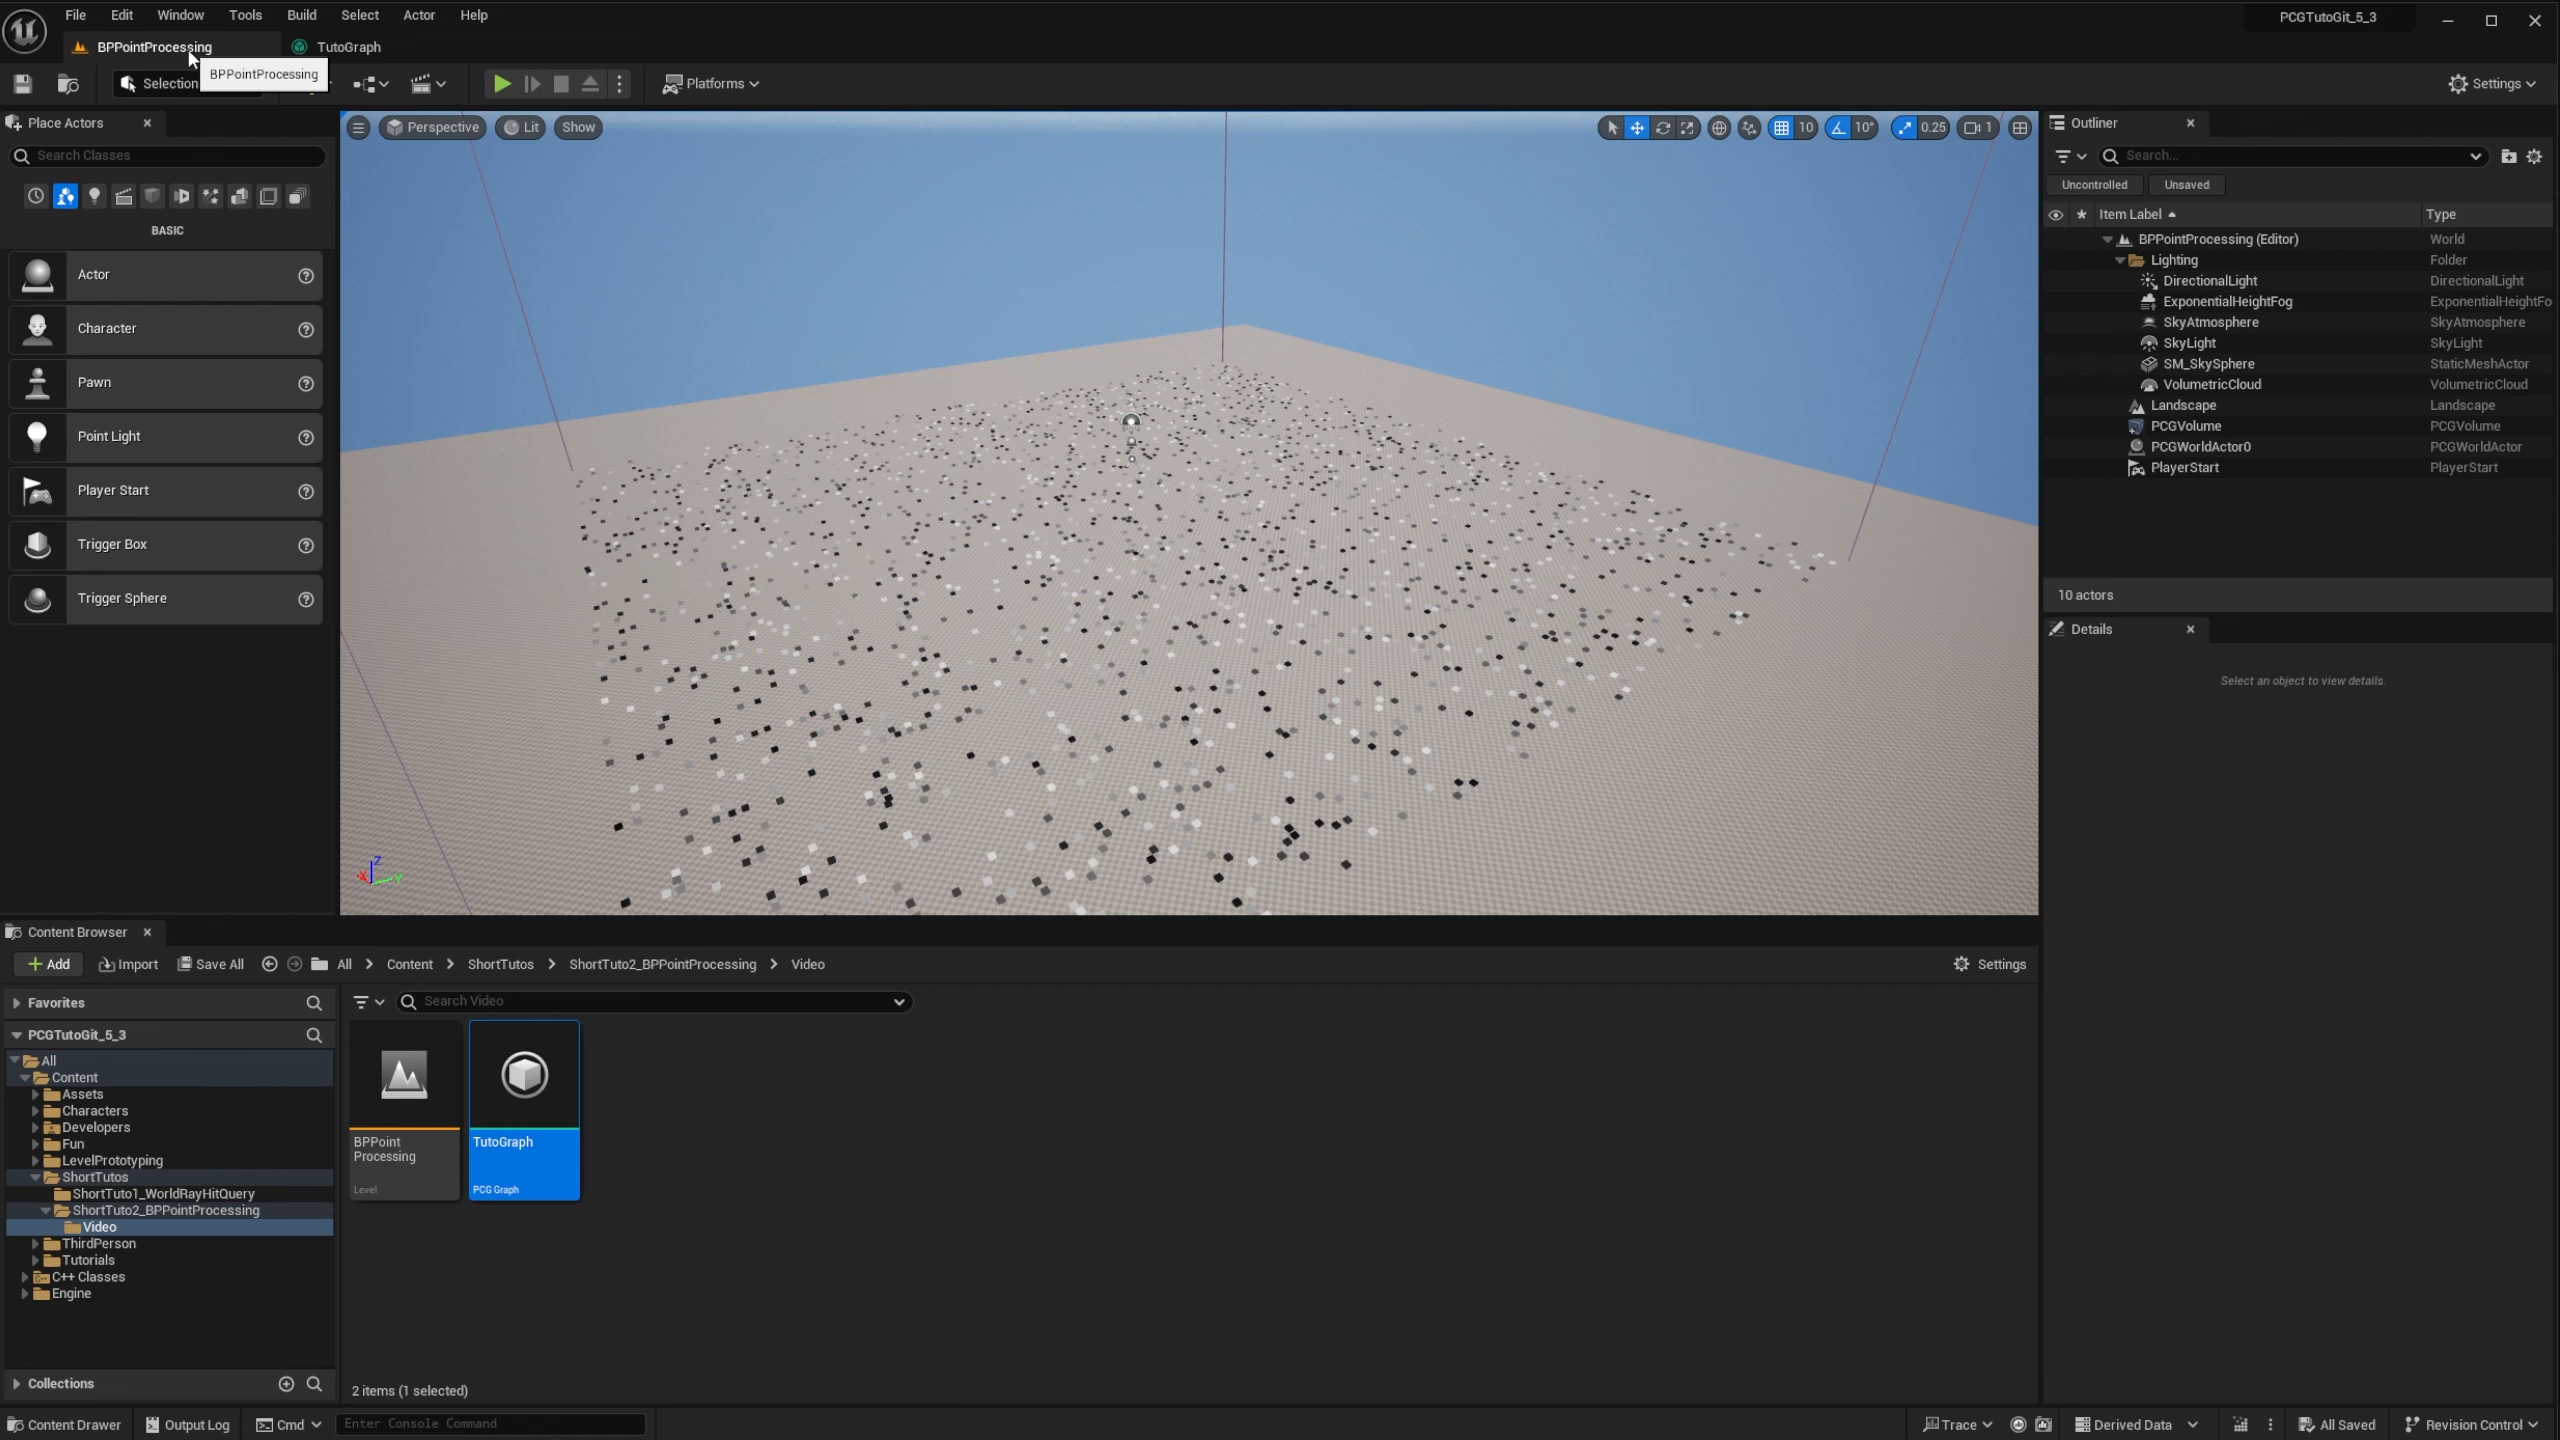 File Edit Window Tools Build Select Actor Help
PCGTutoGit_5_3
BPPointProcessing
TutoGraph
BPPointProcessing
Selection
Platforms
Settings
Place Actors
Search Classes
BASIC
Actor
Character
Pawn
Point Light
Player Start
Trigger Box
Trigger Sphere
Perspective
Lit
Show
10
10°
0.25
1
Z
X
Y
Outliner
Search...
Uncontrolled
Unsaved
Item Label
Type
BPPointProcessing (Editor) World
Lighting Folder
DirectionalLight DirectionalLight
ExponentialHeightFog ExponentialHeightFo
SkyAtmosphere SkyAtmosphere
SkyLight SkyLight
SM_SkySphere StaticMeshActor
VolumetricCloud VolumetricCloud
Landscape Landscape
PCGVolume PCGVolume
PCGWorldActor0 PCGWorldActor
PlayerStart PlayerStart
10 actors
Details
Select an object to view details.
Content Browser
Add Import Save All All Content ShortTutos ShortTuto2_BPPointProcessing Video
Settings
Favorites
PCGTutoGit_5_3
All
Content
Assets
Characters
Developers
Fun
LevelPrototyping
ShortTutos
ShortTuto1_WorldRayHitQuery
ShortTuto2_BPPointProcessing
Video
ThirdPerson
Tutorials
C++ Classes
Engine
Collections
Search Video
BPPoint
Processing
Level
TutoGraph
PCG Graph
2 items (1 selected)
Content Drawer
Output Log
Cmd
Enter Console Command
Trace
Derived Data
All Saved
Revision Control